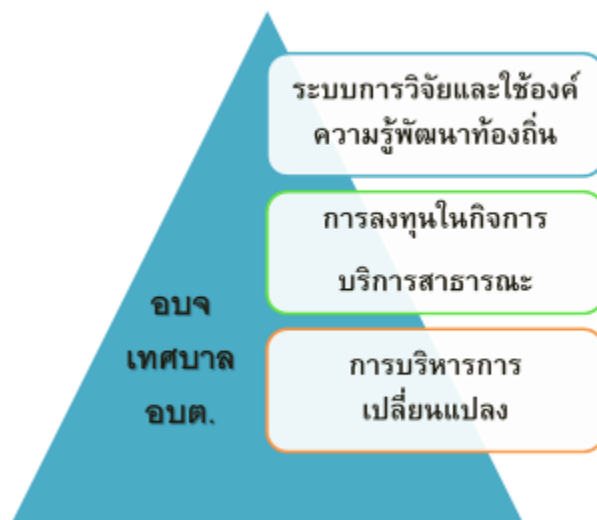 ระบบการวิจัยและใช้องค์
ความรู้พัฒนาท้องถิ่น
การลงทุนในกิจการ
บริการสาธารณะ
การบริหารการ
เปลี่ยนแปลง
อบจ
เทศบาล
อบต.